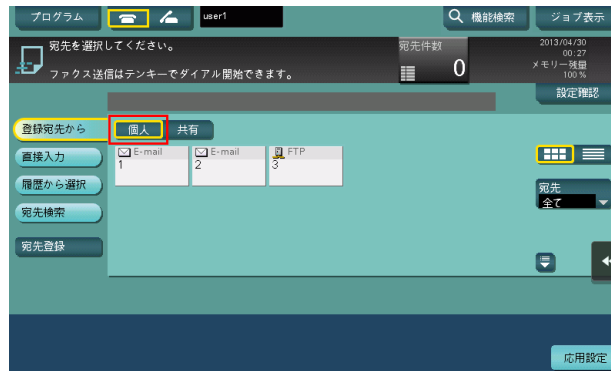 プログラム
user1
機能検索
ジョブ表示
宛先を選択してください。
ファクス送信はテンキーでダイアル開始できます。
宛先件数
0
2013/04/30
00:27
メモリー残量
100 %
設定確認
登録宛先から
個人
共有
直接入力
履歴から選択
宛先検索
宛先登録
E-mail
1
E-mail
2
FTP
3
宛先
全て
応用設定